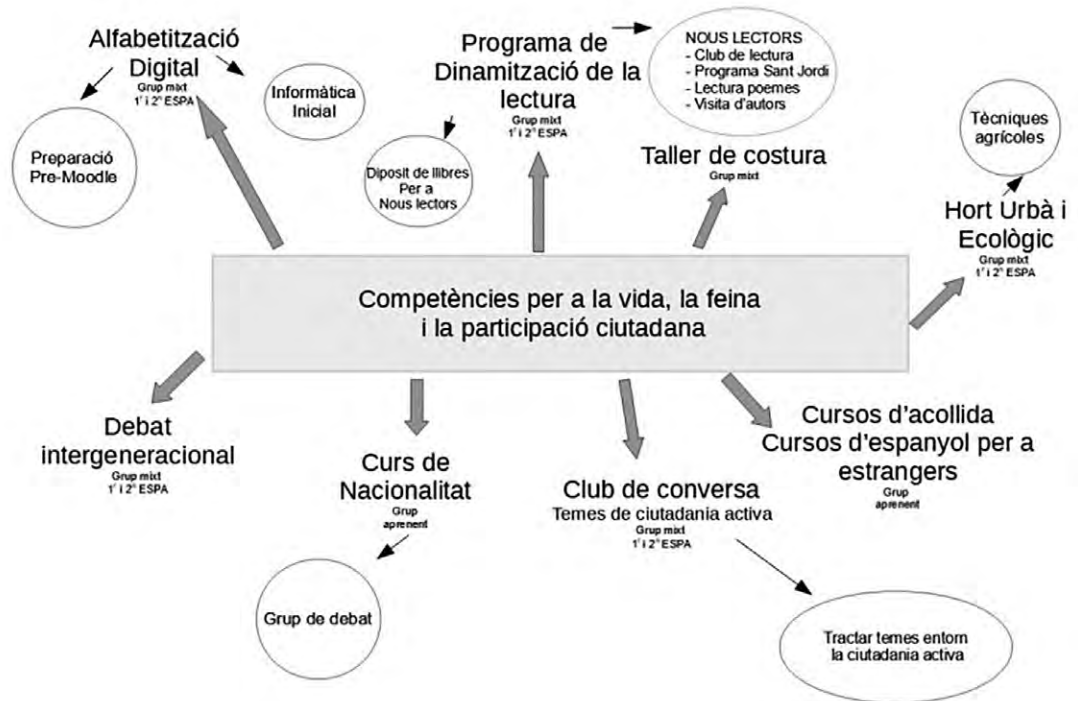 Alfabetització
Digital
Grup mixt
1ʳ i 2ⁿ ESPA
Preparació
Pre-Moodle
Informàtica
Inicial
Programa de
Dinamització de la
lectura
Grup mixt
1ʳ i 2ⁿ ESPA
Diposit de llibres
Per a
Nous lectors
NOUS LECTORS
- Club de lectura
- Programa Sant Jordi
- Lectura poemes
- Visita d'autors
Taller de costura
Grup mixt
Tècniques
agrícoles
Hort Urbà i
Ecològic
Grup mixt
1ʳ i 2ⁿ ESPA
Competències per a la vida, la feina
i la participació ciutadana
Debat
intergeneracional
Grup mixt
1ʳ i 2ⁿ ESPA
Curs de
Nacionalitat
Grup
aprenent
Grup de debat
Club de conversa
Temes de ciutadania activa
Grup mixt
1ʳ i 2ⁿ ESPA
Tractar temes entorn
la ciutadania activa
Cursos d'acollida
Cursos d'espanyol per a
estrangers
Grup
aprenent